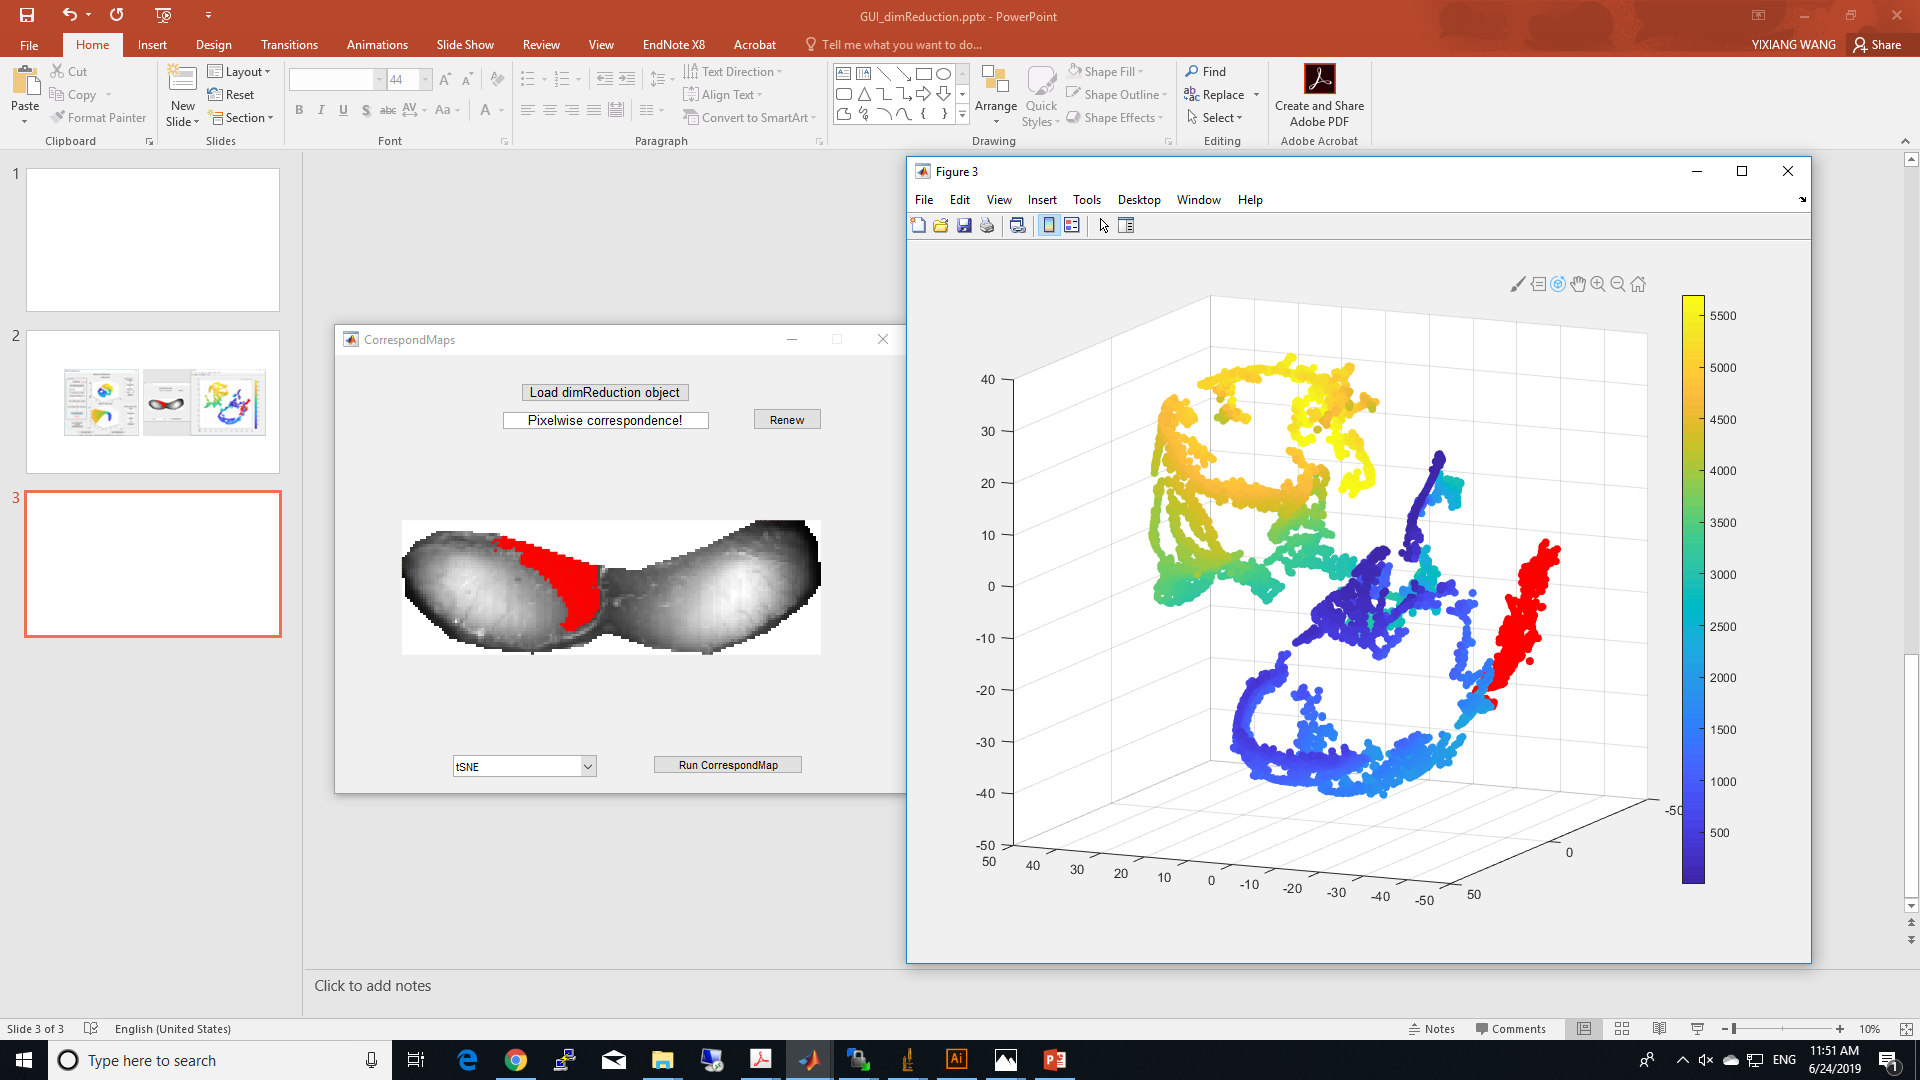 GUI_dimReduction.pptx - PowerPoint
File Home Insert Design Transitions Animations Slide Show Review View EndNote X8 Acrobat Tell me what you want to do... YIXIANG WANG Share
Paste
Cut
Copy
Format Painter
Clipboard
New
Slide
Layout
Reset
Section
Slides
44
A A
B I U S abc AV Aa A
Font
Text Direction
Align Text
Convert to SmartArt
Paragraph
Arrange
Quick
Styles
Shape Fill
Shape Outline
Shape Effects
Drawing
Find
Replace
Select
Editing
Create and Share
Adobe PDF
Adobe Acrobat
1
2
3
CorrespondMaps
Load dimReduction object
Pixelwise correspondence!
Renew
tSNE
Run CorrespondMap
Figure 3
File Edit View Insert Tools Desktop Window Help
40
30
20
10
0
-10
-20
-30
-40
-50
50
40
30
20
10
0
-10
-20
-30
-40
-50
50
0
-50
5500
5000
4500
4000
3500
3000
2500
2000
1500
1000
500
Click to add notes
Slide 3 of 3 English (United States) Notes Comments 10%
Type here to search
Ai
ENG
11:51 AM
6/24/2019
1